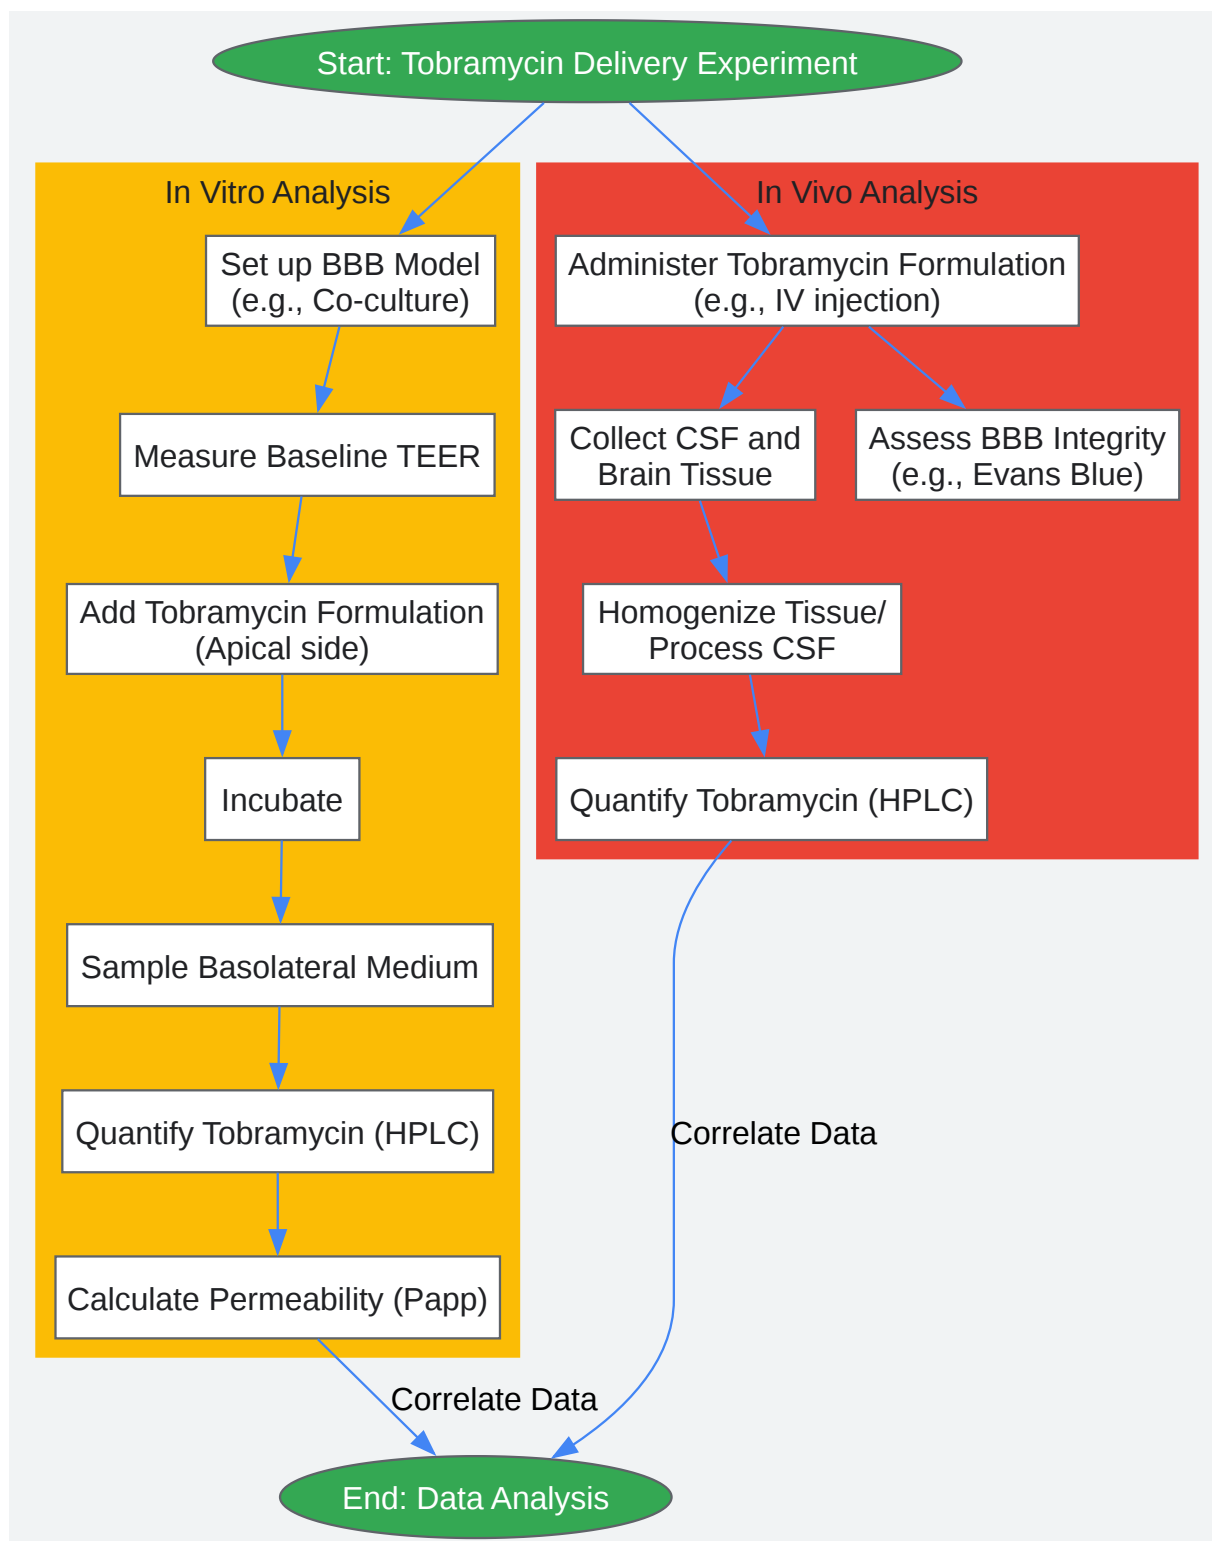 Start: Tobramycin Delivery Experiment
In Vitro Analysis
Set up BBB Model
(e.g., Co-culture)
Measure Baseline TEER
Add Tobramycin Formulation
(Apical side)
Incubate
Sample Basolateral Medium
Quantify Tobramycin (HPLC)
Calculate Permeability (Papp)
Correlate Data
In Vivo Analysis
Administer Tobramycin Formulation
(e.g., IV injection)
Collect CSF and
Brain Tissue
Assess BBB Integrity
(e.g., Evans Blue)
Homogenize Tissue/
Process CSF
Quantify Tobramycin (HPLC)
Correlate Data
End: Data Analysis